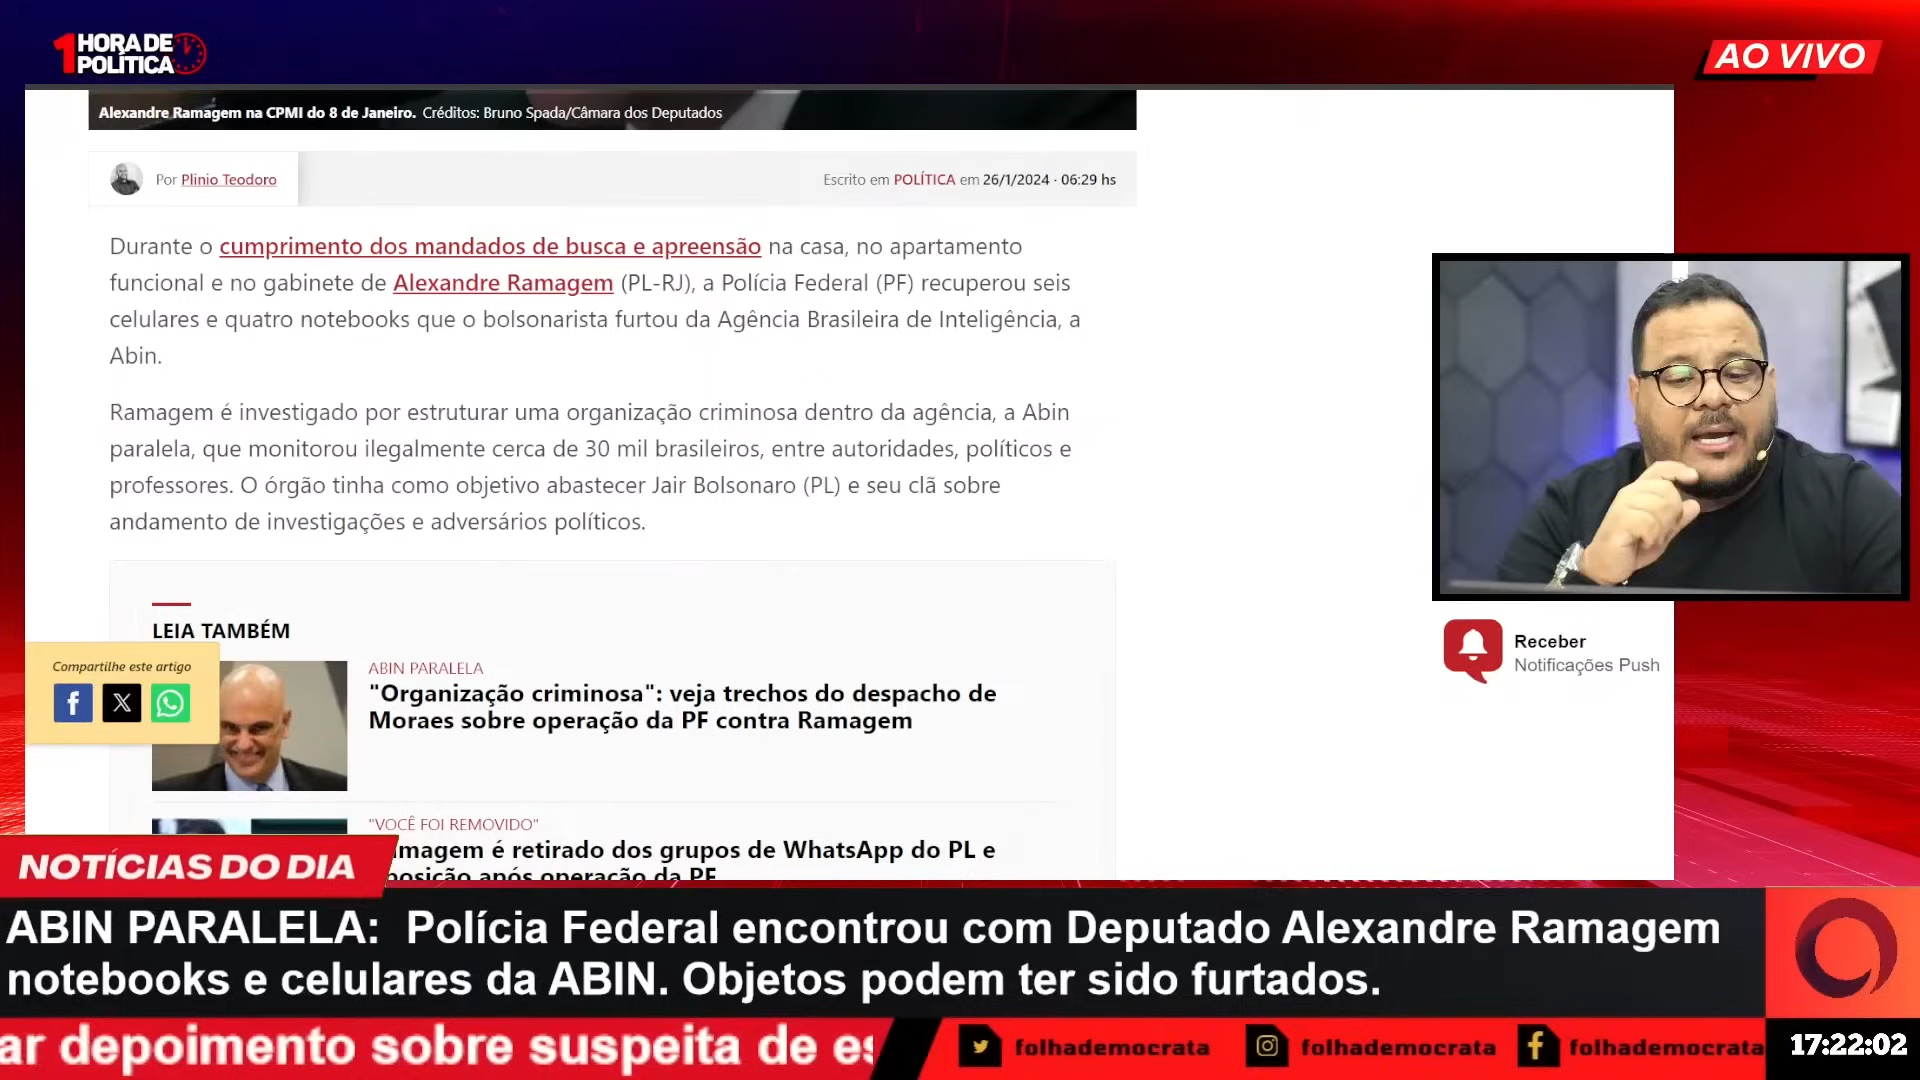 1 HORA DE
POLÍTICA
AO VIVO
Alexandre Ramagem na CPMI do 8 de Janeiro. Créditos: Bruno Spada/Câmara dos Deputados
Por Plinio Teodoro
Escrito em POLÍTICA em 26/1/2024 · 06:29 hs
Durante o cumprimento dos mandados de busca e apreensão na casa, no apartamento
funcional e no gabinete de Alexandre Ramagem (PL-RJ), a Polícia Federal (PF) recuperou seis
celulares e quatro notebooks que o bolsonarista furtou da Agência Brasileira de Inteligência, a
Abin.
Ramagem é investigado por estruturar uma organização criminosa dentro da agência, a Abin
paralela, que monitorou ilegalmente cerca de 30 mil brasileiros, entre autoridades, políticos e
professores. O órgão tinha como objetivo abastecer Jair Bolsonaro (PL) e seu clã sobre
andamento de investigações e adversários políticos.
LEIA TAMBÉM
Compartilhe este artigo
ABIN PARALELA
"Organização criminosa": veja trechos do despacho de
Moraes sobre operação da PF contra Ramagem
"VOCÊ FOI REMOVIDO"
magem é retirado dos grupos de WhatsApp do PL e
posição após operação da PF
Receber
Notificações Push
NOTÍCIAS DO DIA
ABIN PARALELA: Polícia Federal encontrou com Deputado Alexandre Ramagem
notebooks e celulares da ABIN. Objetos podem ter sido furtados.
ar depoimento sobre suspeita de es
folhademocrata
folhademocrata
folhademocrata
17:22:02